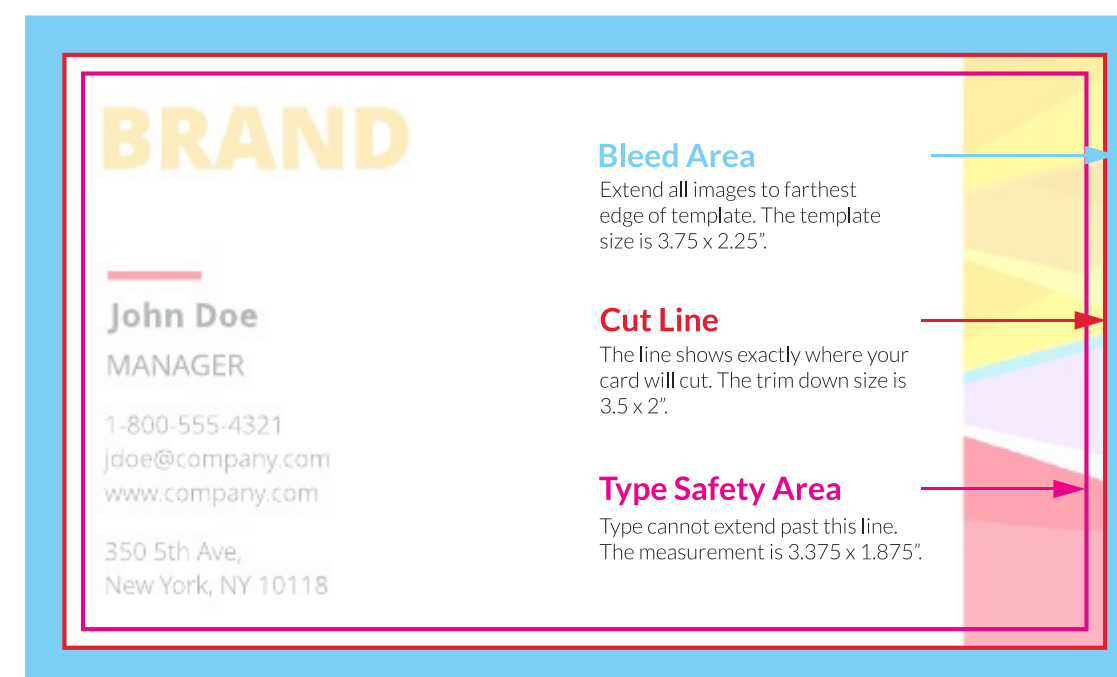 BRAND
John Doe
MANAGER
1-800-555-4321
jdoe@company.com
www.company.com
350 5th Ave,
New York, NY 10118
Bleed Area
Extend all images to farthest
edge of template. The template
size is 3.75 x 2.25”.
Cut Line
The line shows exactly where your
card will cut. The trim down size is
3.5 x 2”.
Type Safety Area
Type cannot extend past this line.
The measurement is 3.375 x 1.875”.